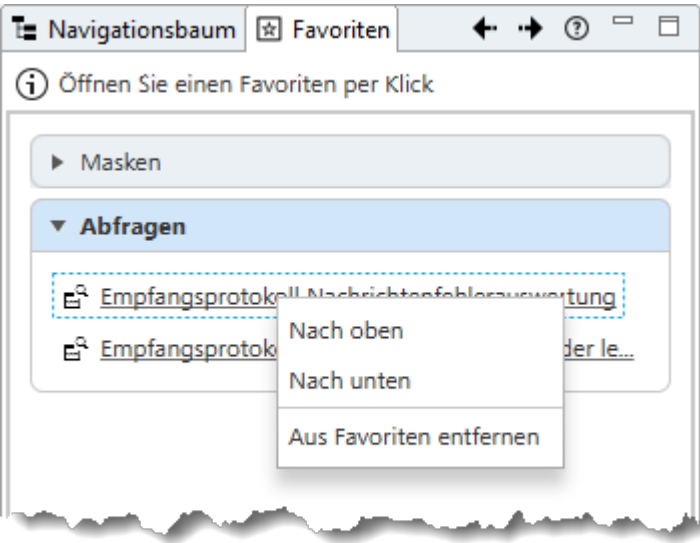 Navigationsbaum Favoriten
Öffnen Sie einen Favoriten per Klick
Masken
Abfragen
Empfangsprotokoll Nachrichtenfehlerauswertung
Nach oben
der le...
Nach unten
Aus Favoriten entfernen